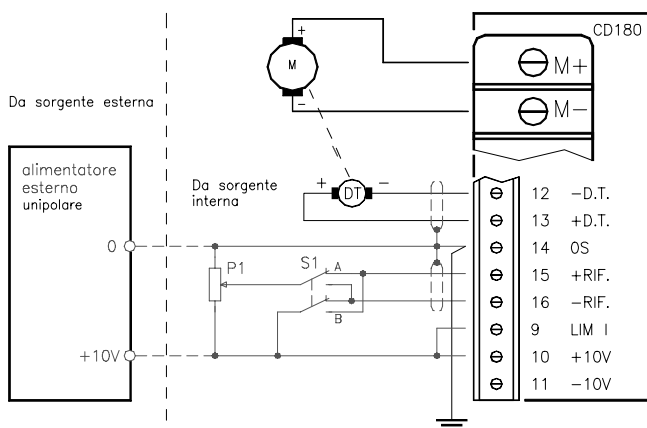 CD180
+
M
M+
-
M-
Da sorgente esterna
alimentatore
esterno
unipolare
Da sorgente
interna
+
DT
-
12 -D.T.
13 +D.T.
0
14 0S
P1
S1
A
15 +RIF.
16 -RIF.
B
9 LIM I
+10V
10 +10V
11 -10V